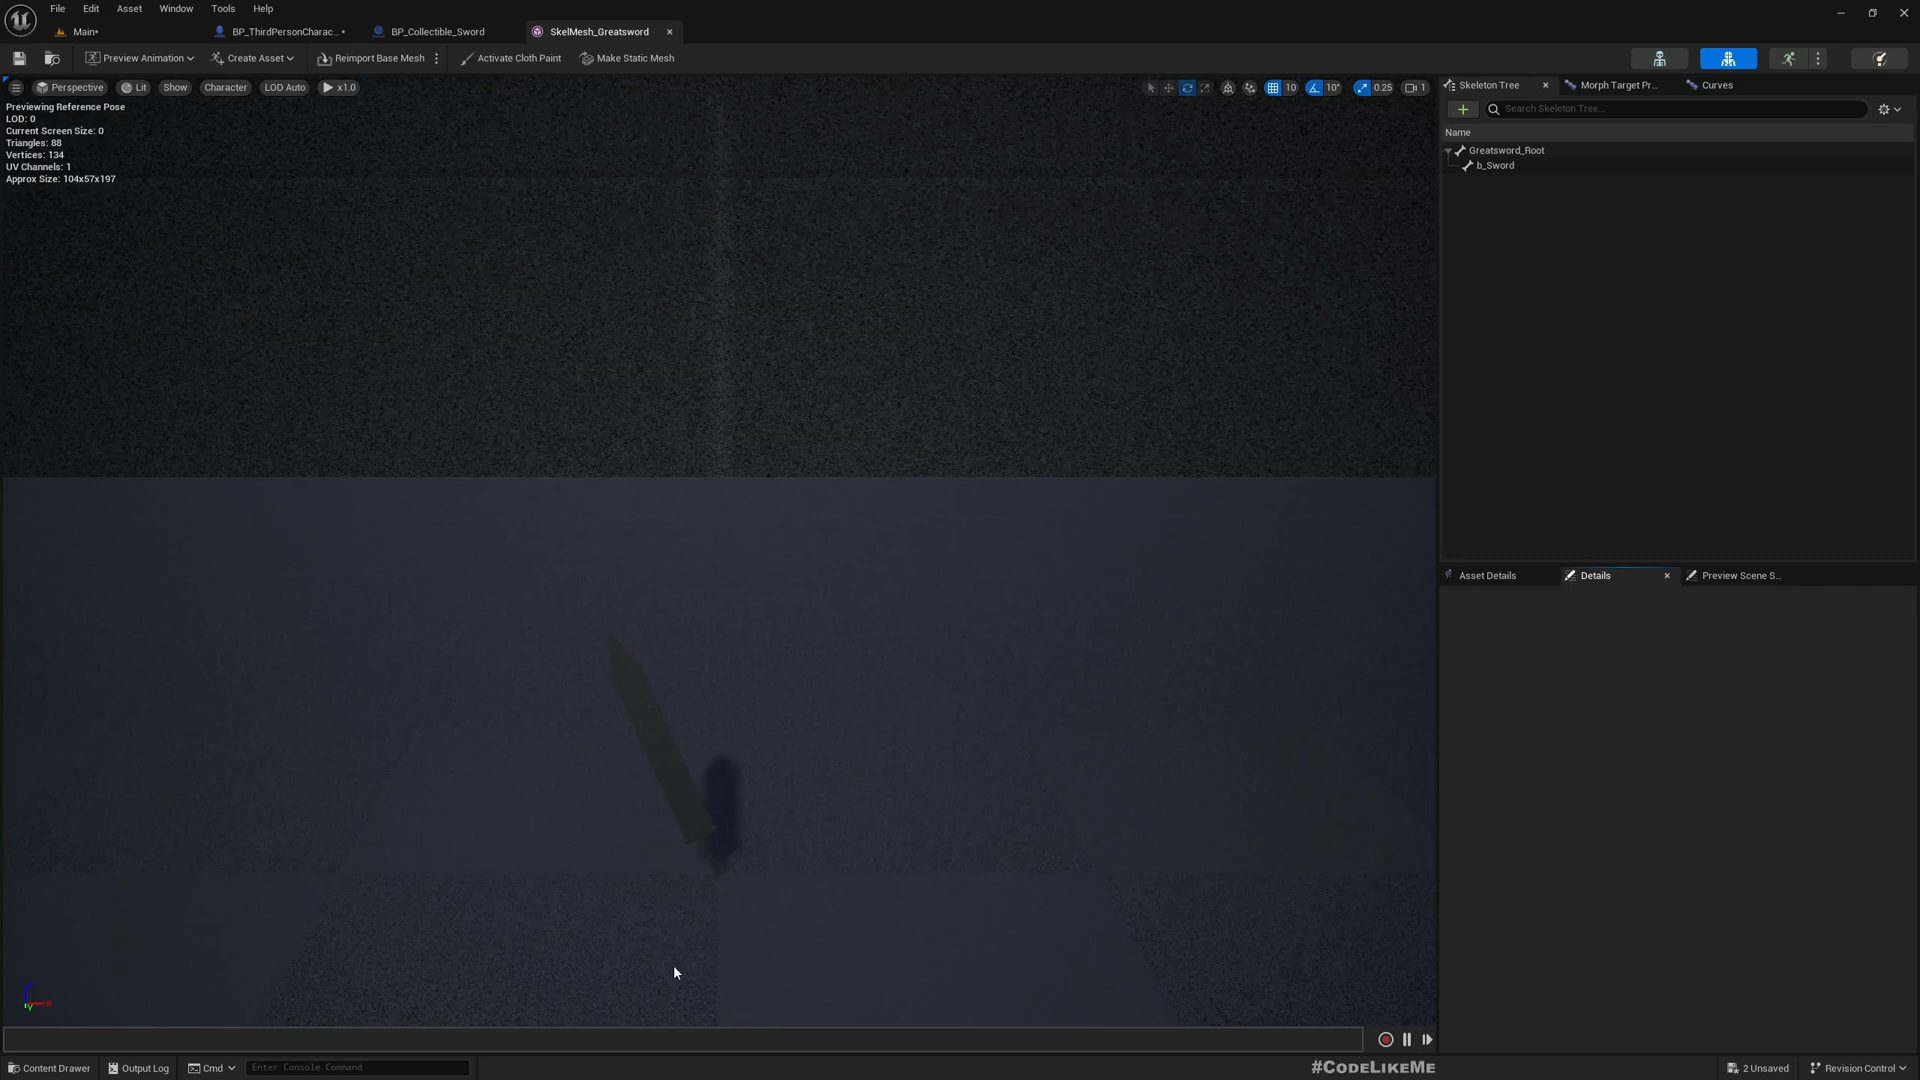 File Edit Asset Window Tools Help
Main* BP_ThirdPersonCharac...* BP_Collectible_Sword SkelMesh_Greatsword
Preview Animation Create Asset Reimport Base Mesh Activate Cloth Paint Make Static Mesh
Perspective Lit Show Character LOD Auto x1.0 10 10° 0.25 1
Previewing Reference Pose
LOD: 0
Current Screen Size: 0
Triangles: 88
Vertices: 134
UV Channels: 1
Approx Size: 104x57x197
Skeleton Tree Morph Target Pr... Curves
Search Skeleton Tree...
Name
Greatsword_Root
b_Sword
Asset Details Details Preview Scene S...
Content Drawer Output Log Cmd Enter Console Command #CodeLikeMe 2 Unsaved Revision Control